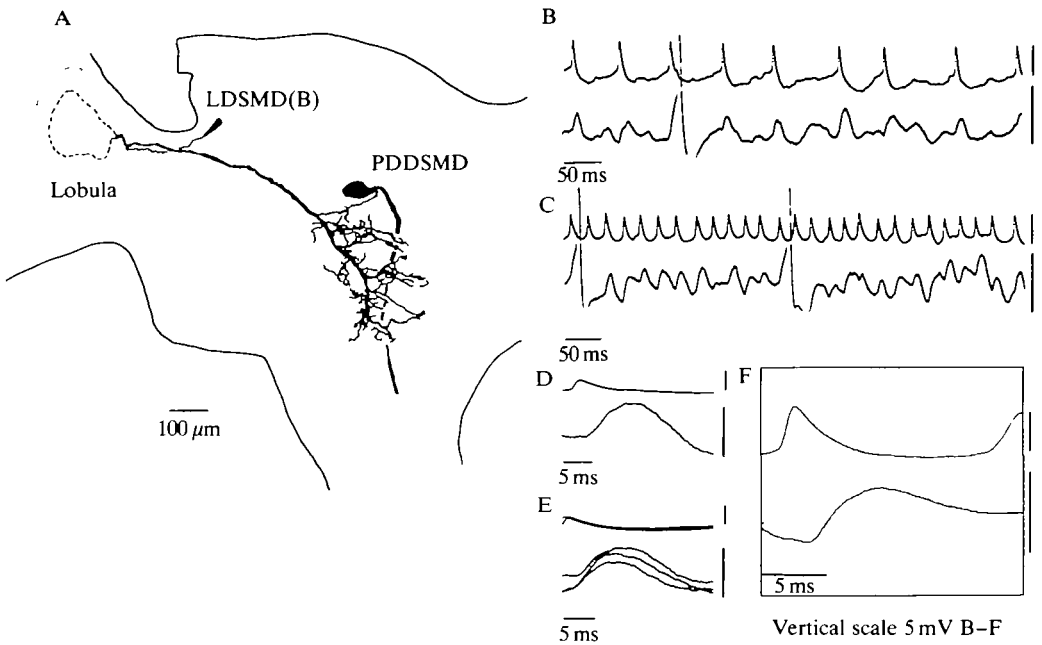 A
LDSMD(B)
PDDSMD
Lobula
100 μm
B
50 ms
C
50 ms
D
5 ms
E
5 ms
F
5 ms
Vertical scale 5 mV B–F